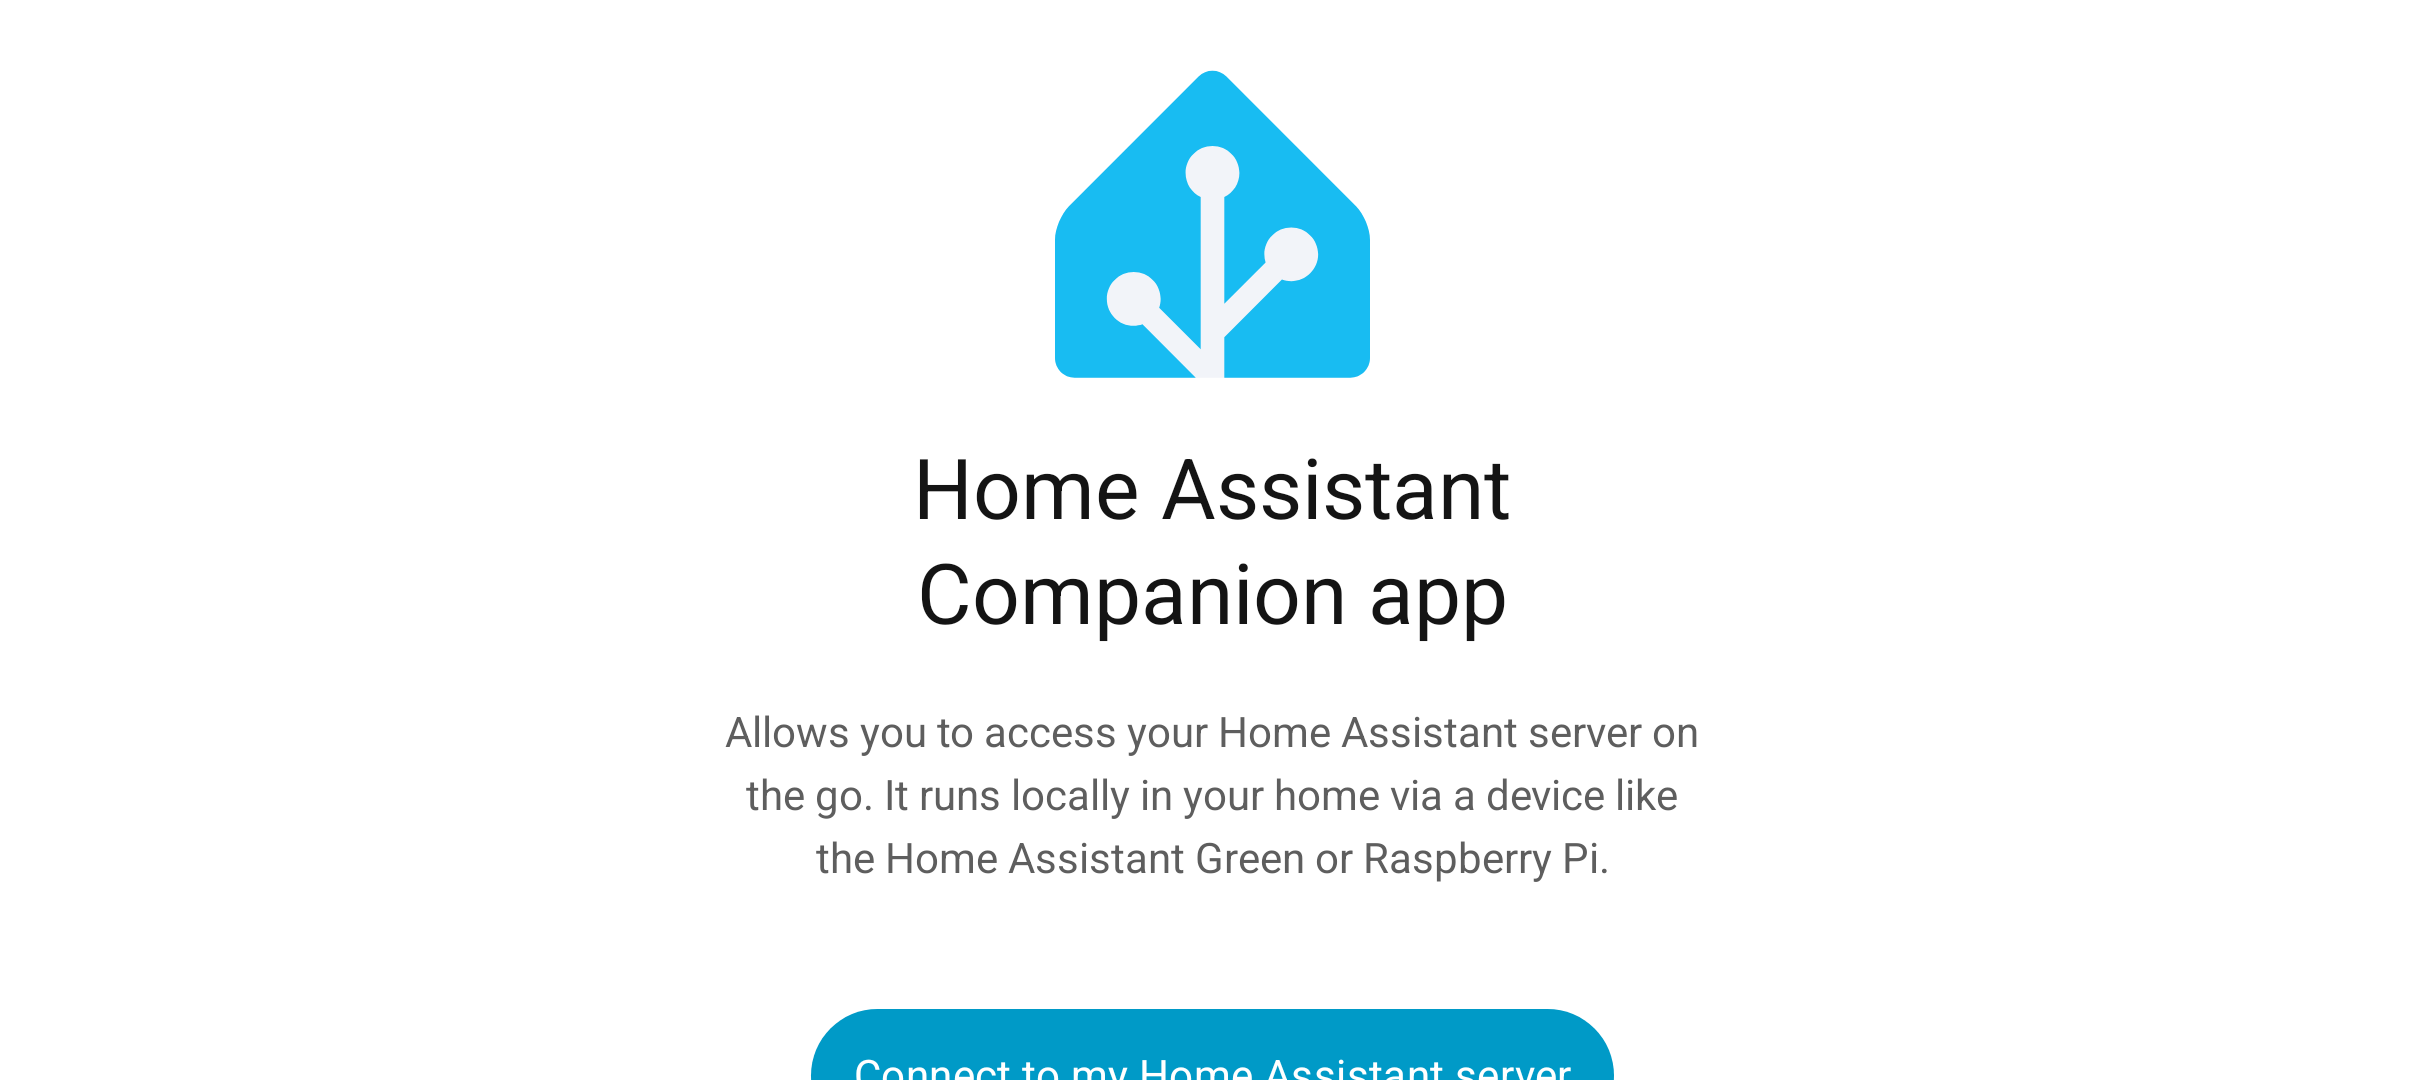 Home Assistant
Companion app
Allows you to access your Home Assistant server on
the go. It runs locally in your home via a device like
the Home Assistant Green or Raspberry Pi.
Connect to my Home Assistant server